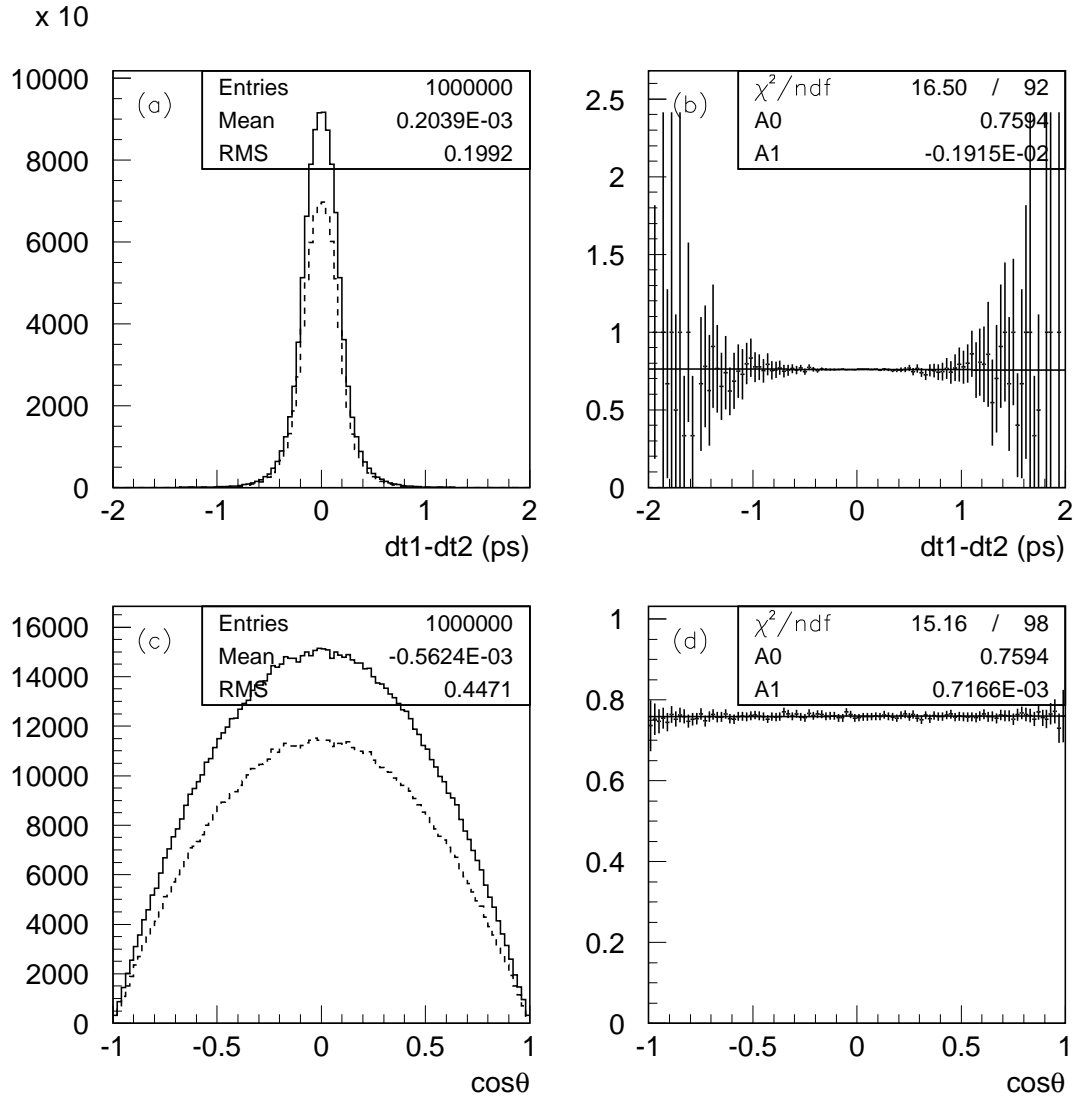 x 10
(a)
Entries 1000000
Mean 0.2039E-03
RMS 0.1992
10000
8000
6000
4000
2000
0
-2 -1 0 1 2
dt1-dt2 (ps)
(b)
χ²/ndf 16.50 / 92
A0 0.7594
A1 -0.1915E-02
2.5
2
1.5
1
0.5
0
-2 -1 0 1 2
dt1-dt2 (ps)
(c)
Entries 1000000
Mean -0.5624E-03
RMS 0.4471
16000
14000
12000
10000
8000
6000
4000
2000
0
-1 -0.5 0 0.5 1
cosθ
(d)
χ²/ndf 15.16 / 98
A0 0.7594
A1 0.7166E-03
1
0.8
0.6
0.4
0.2
0
-1 -0.5 0 0.5 1
cosθ